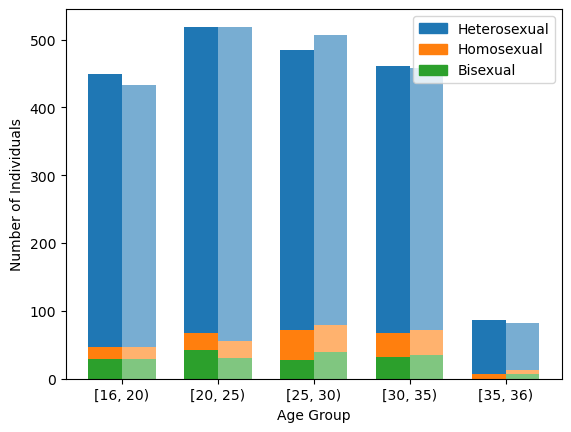 Heterosexual
Homosexual
Bisexual
500
400
300
200
100
0
Number of Individuals
[16, 20)
[20, 25)
[25, 30)
[30, 35)
[35, 36)
Age Group